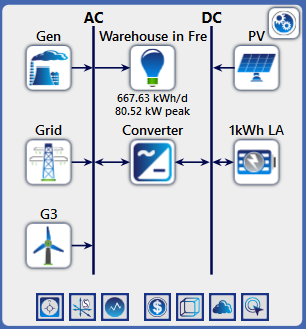 AC DC
Gen Warehouse in Fre PV
667.63 kWh/d
80.52 kW peak
Grid Converter 1kWh LA
G3